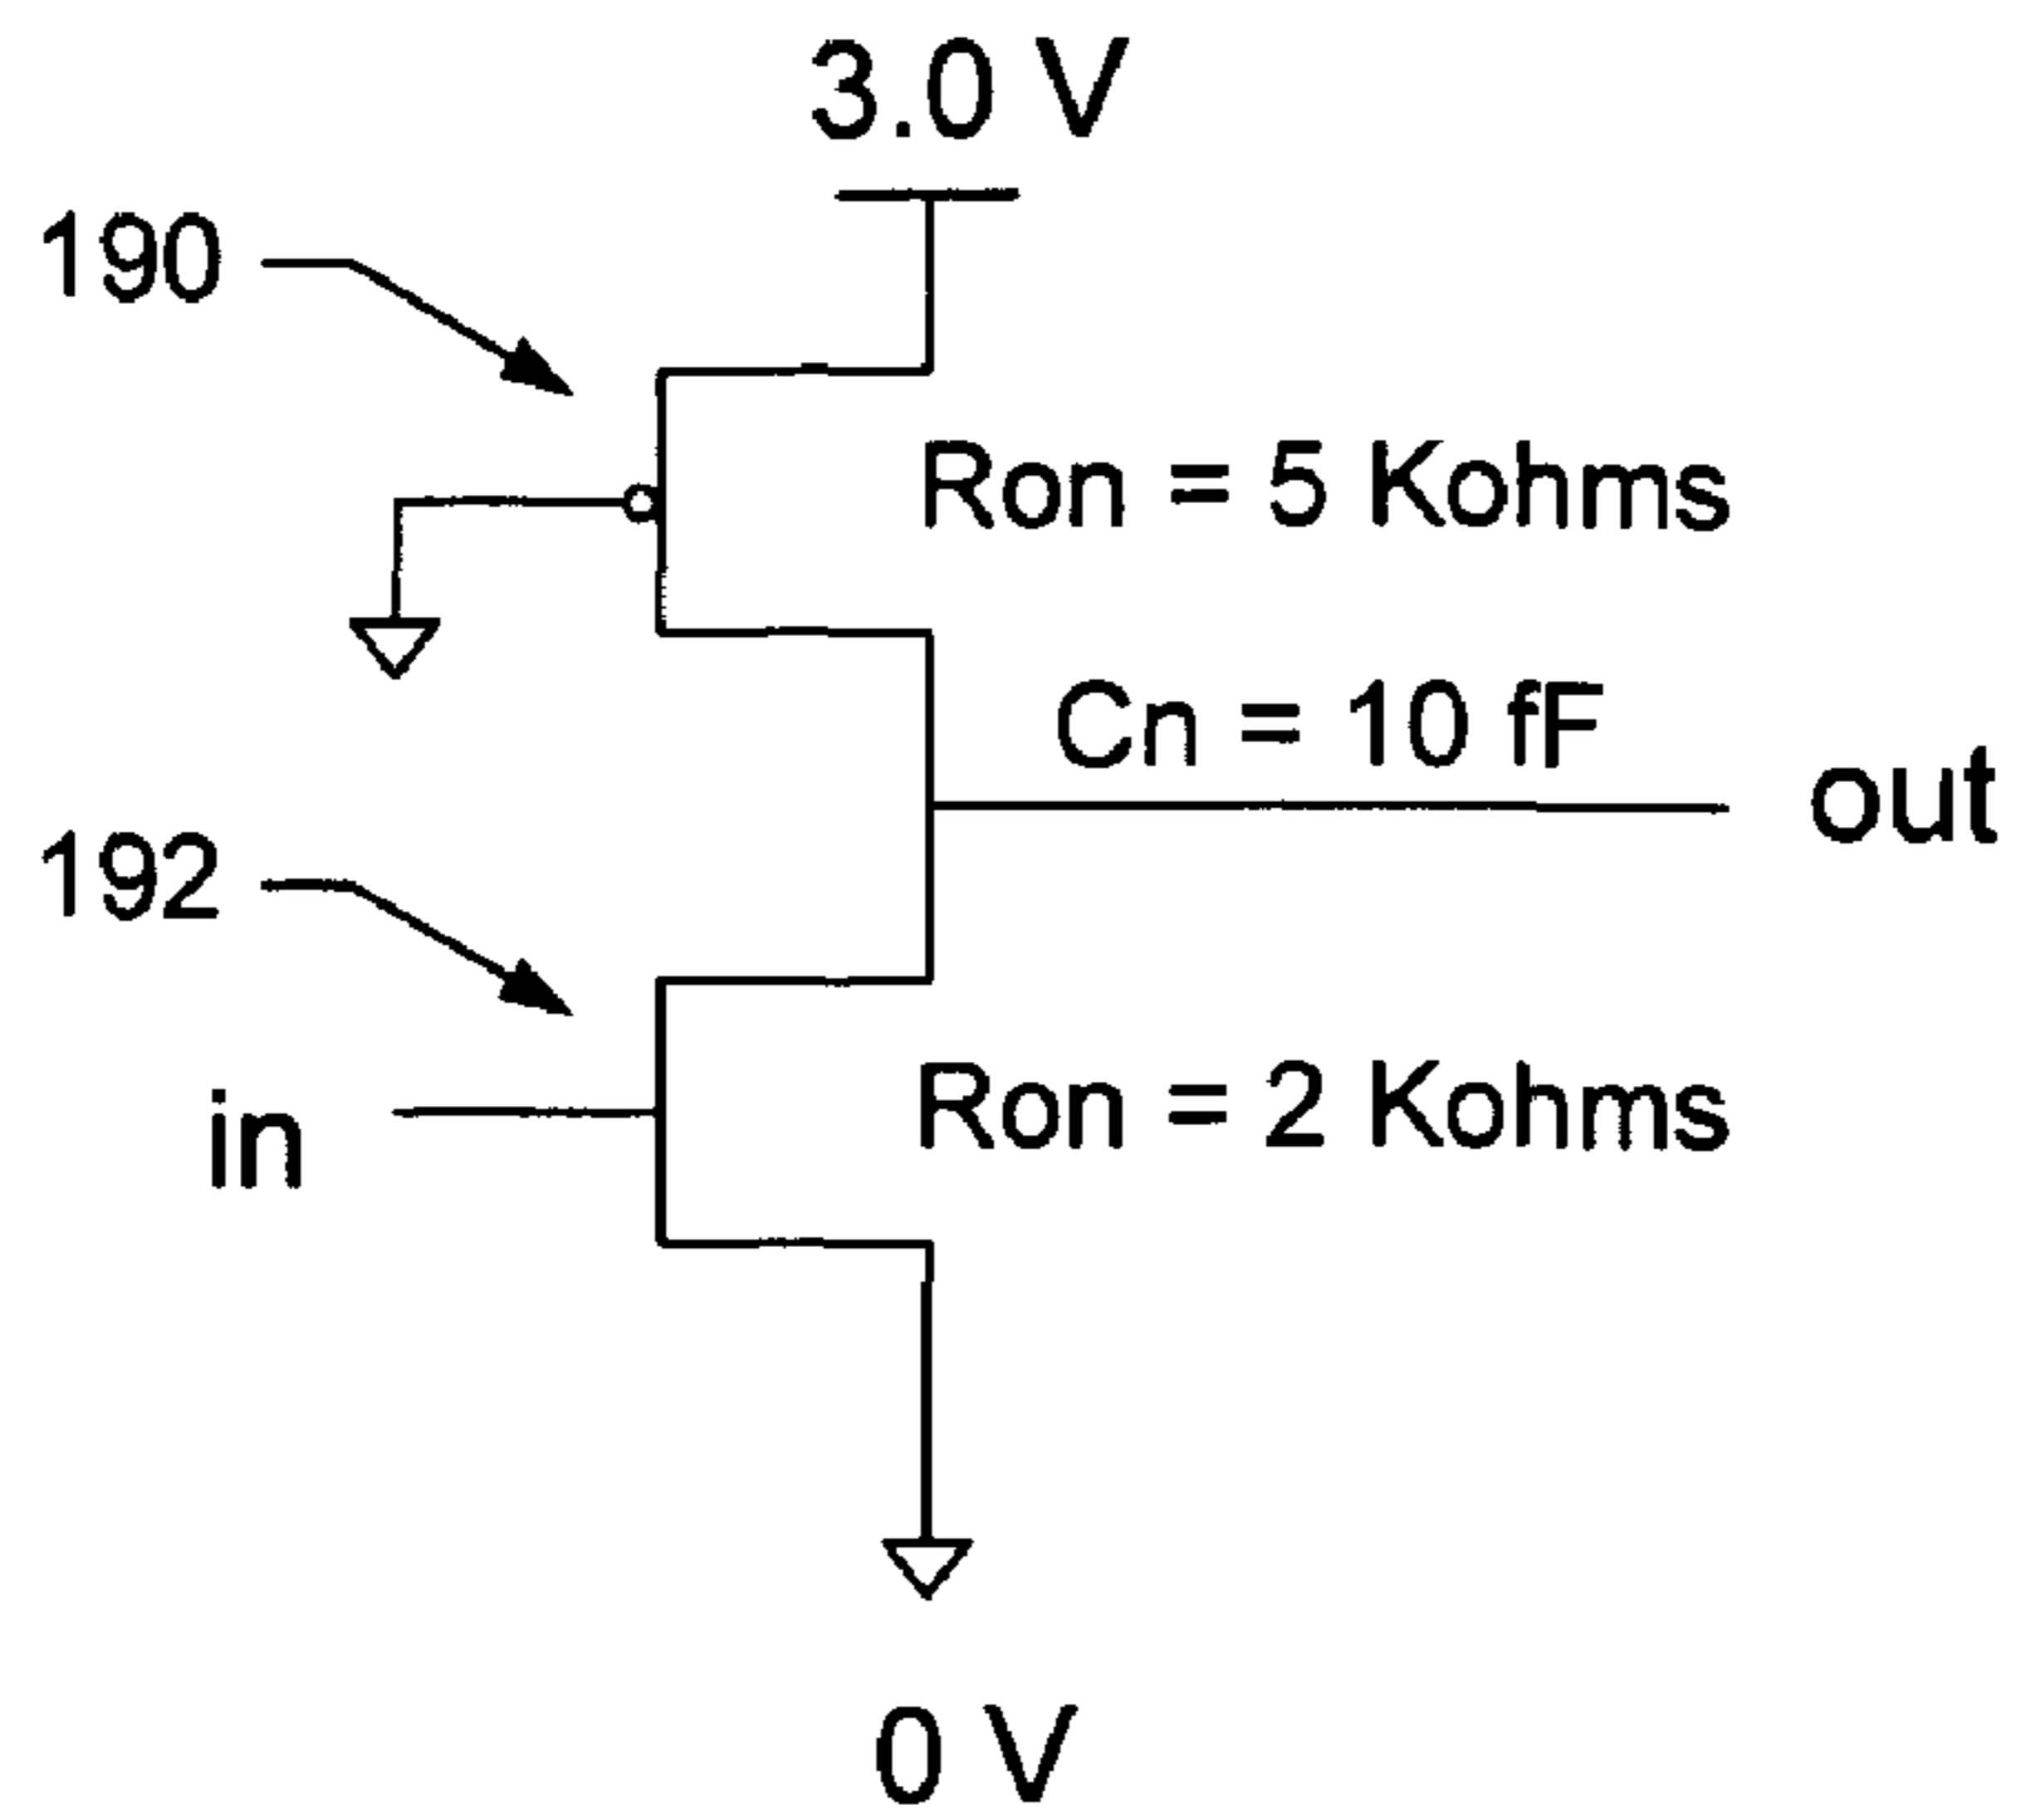 3.0 V
190
Ron = 5 Kohms
Cn = 10 fF
out
192
in
Ron = 2 Kohms
0 V